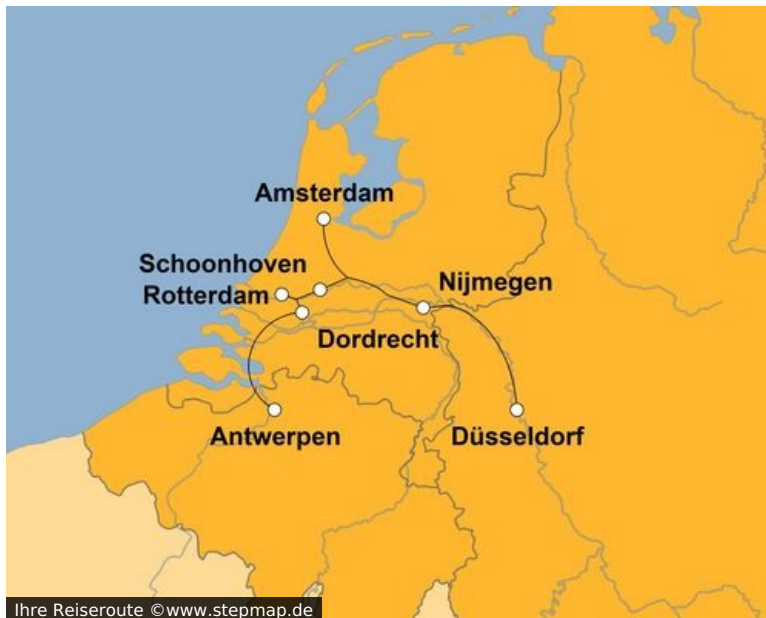 Amsterdam
Schoonhoven
Rotterdam
Nijmegen
Dordrecht
Antwerpen
Düsseldorf
Ihre Reiseroute ©www.stepmap.de